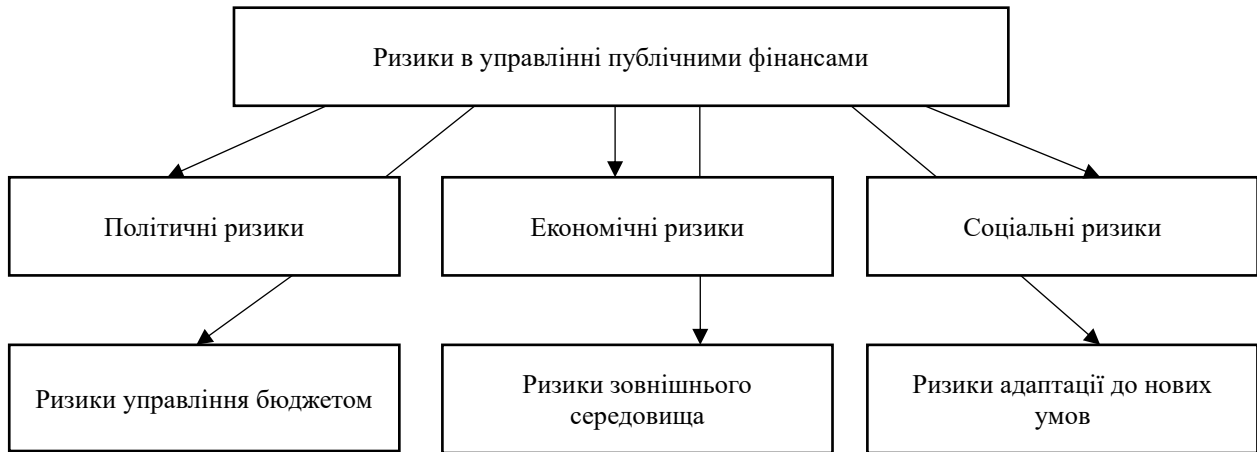 Ризики в управлінні публічними фінансами
Політичні ризики
Економічні ризики
Соціальні ризики
Ризики управління бюджетом
Ризики зовнішнього
середовища
Ризики адаптації до нових
умов